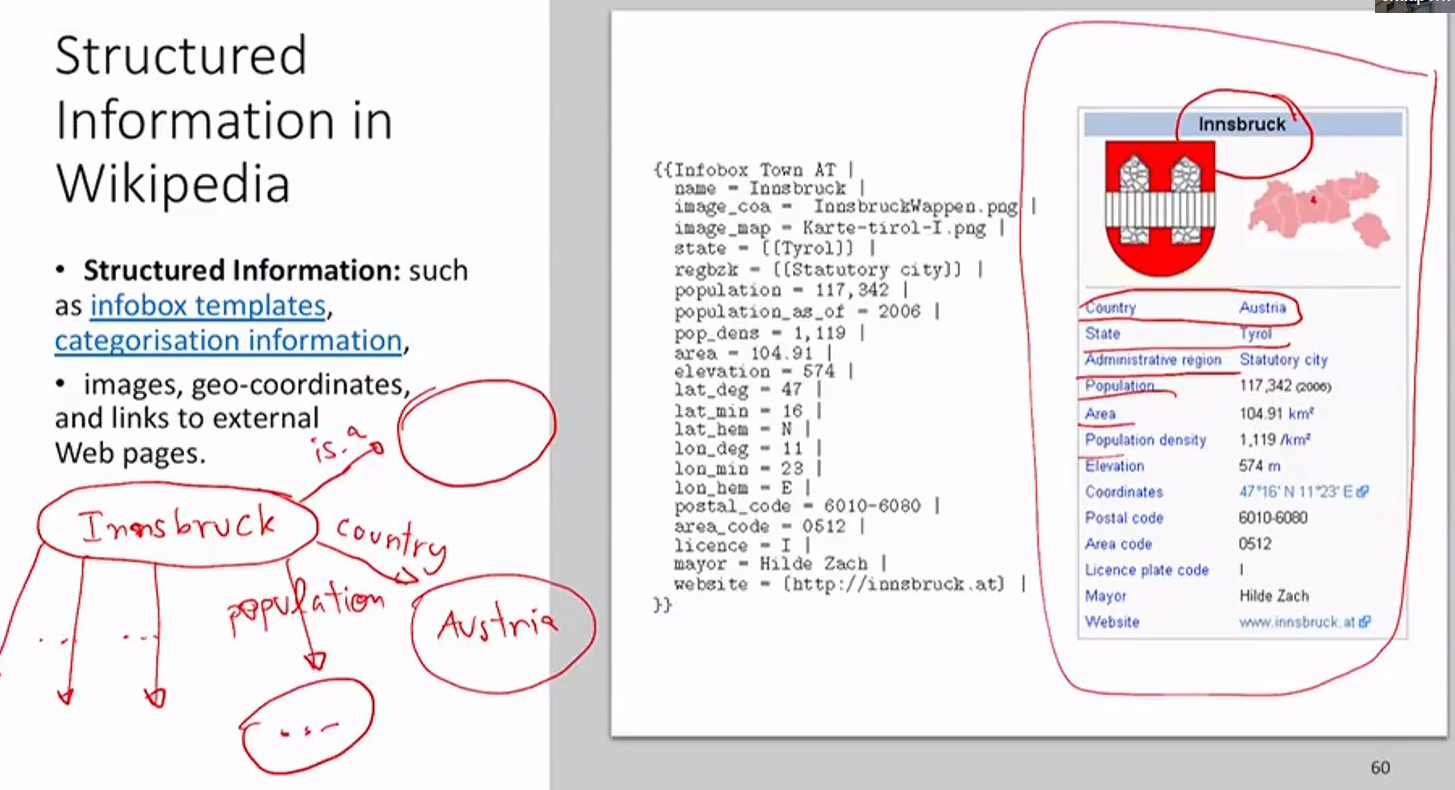 Structured
Information in
Wikipedia
• Structured Information: such
as infobox templates,
categorisation information,
• images, geo-coordinates,
and links to external
Web pages.
is.a
Innsbruck
country
population
Austria
... ...
...
{{Infobox Town AT |
name = Innsbruck |
image_coa = InnsbruckWappen.png |
image_map = Karte-tirol-I.png |
state = [[Tyrol]] |
regbzk = [[Statutory city]] |
population = 117,342 |
population_as_of = 2006 |
pop_dens = 1,119 |
area = 104.91 |
elevation = 574 |
lat_deg = 47 |
lat_min = 16 |
lat_hem = N |
lon_deg = 11 |
lon_min = 23 |
lon_hem = E |
postal_code = 6010-6080 |
area_code = 0512 |
licence = I |
mayor = Hilde Zach |
website = [http://innsbruck.at] |
}}
Innsbruck
4
Country Austria
State Tyrol
Administrative region Statutory city
Population 117,342 (2006)
Area 104.91 km²
Population density 1,119 /km²
Elevation 574 m
Coordinates 47°16' N 11°23' E
Postal code 6010-6080
Area code 0512
Licence plate code I
Mayor Hilde Zach
Website www.innsbruck.at
60